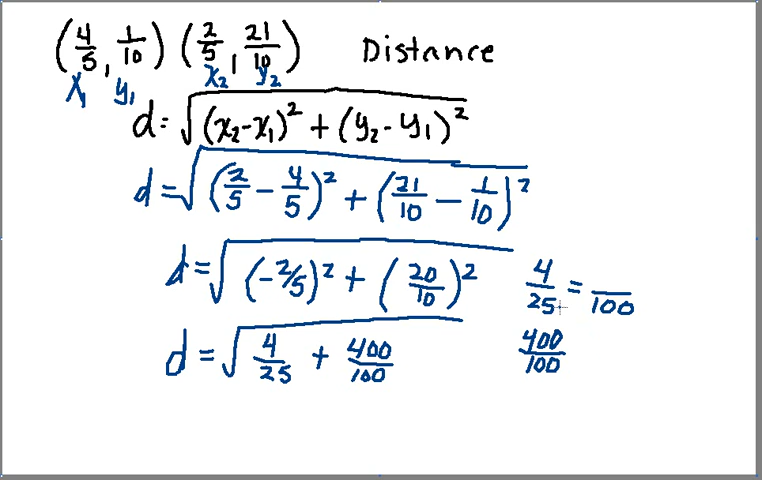 (4/5, 1/10) (2/5, 21/10) Distance
x₁ y₁ x₂ y₂
d = √((x₂ - x₁)² + (y₂ - y₁)²)
d = √((2/5 - 4/5)² + (21/10 - 1/10)²)
d = √((-2/5)² + (20/10)²)
4/25 = /100
d = √(4/25 + 400/100)
400/100